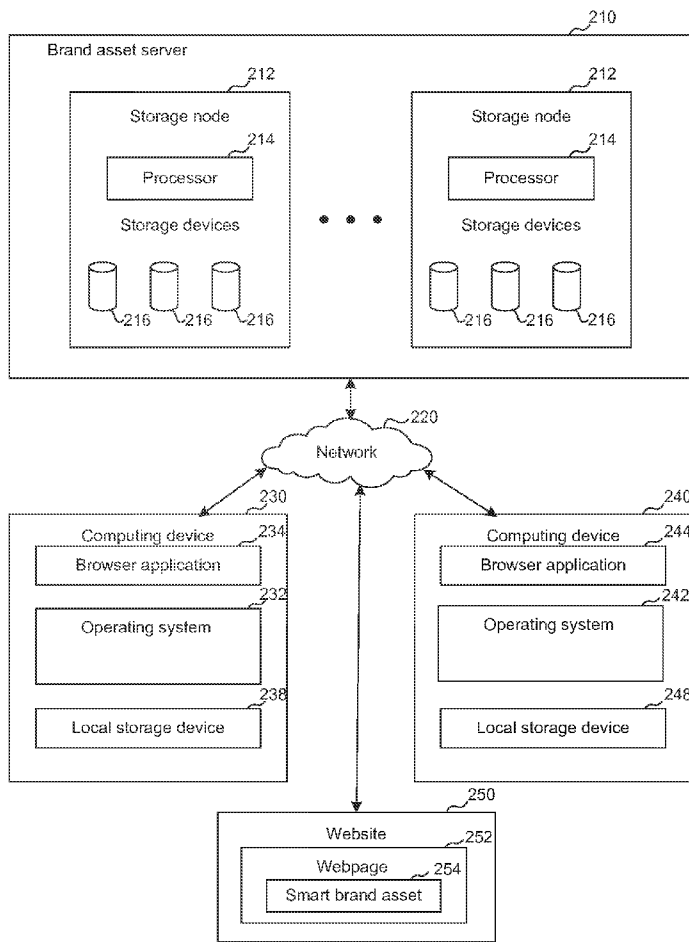 210
Brand asset server
212
212
Storage node
Storage node
214
214
Processor
Processor
Storage devices
Storage devices
216 216 216
216 216 216
220
Network
230
240
Computing device
Computing device
234
244
Browser application
Browser application
232
242
Operating system
Operating system
238
248
Local storage device
Local storage device
250
Website
252
Webpage
254
Smart brand asset